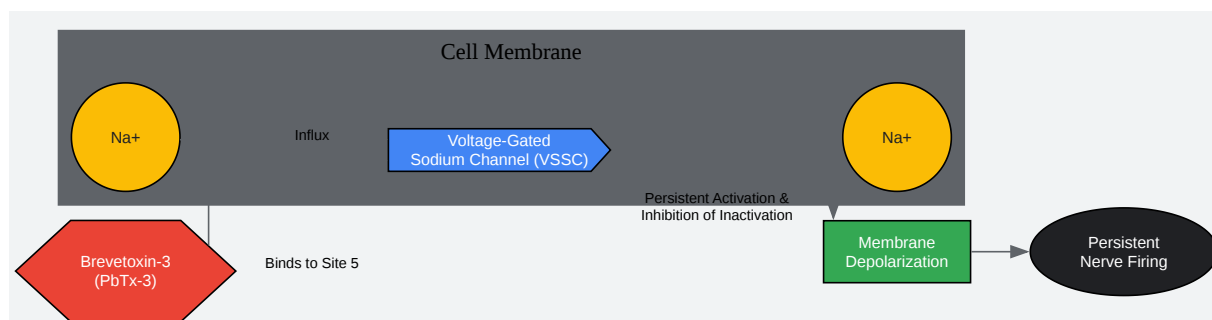 Cell Membrane
Na+
Influx
Voltage-Gated
Sodium Channel (VSSC)
Na+
Persistent Activation &
Inhibition of Inactivation
Brevetoxin-3
(PbTx-3)
Binds to Site 5
Membrane
Depolarization
Persistent
Nerve Firing